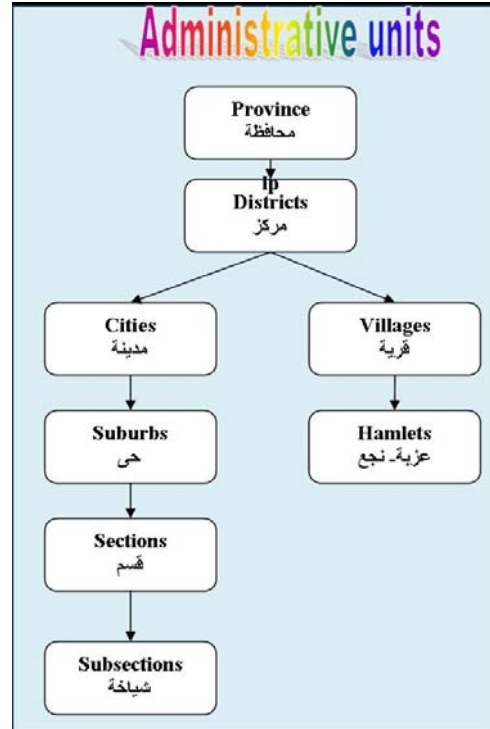 Administrative units
Province
محافظة
lp
Districts
مركز
Cities
مدينة
Villages
قرية
Suburbs
حى
Hamlets
عزبة- نجع
Sections
قسم
Subsections
شياخة